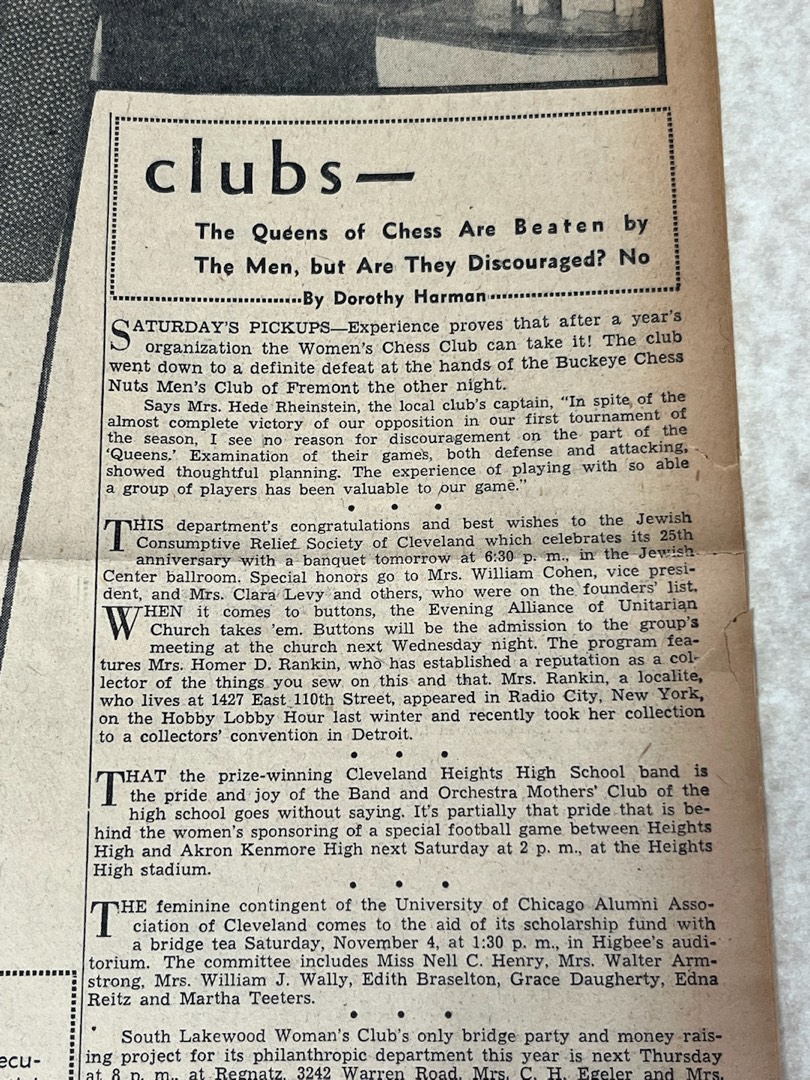 clubs—
The Queens of Chess Are Beaten by
The Men, but Are They Discouraged? No
By Dorothy Harman
SATURDAY'S PICKUPS—Experience proves that after a year's
organization the Women's Chess Club can take it! The club
went down to a definite defeat at the hands of the Buckeye Chess
Nuts Men's Club of Fremont the other night.
Says Mrs. Hede Rheinstein, the local club's captain, "In spite of the
almost complete victory of our opposition in our first tournament of
the season, I see no reason for discouragement on the part of the
'Queens.' Examination of their games, both defense and attacking,
showed thoughtful planning. The experience of playing with so able
a group of players has been valuable to our game."
• • •
THIS department's congratulations and best wishes to the Jewish
Consumptive Relief Society of Cleveland which celebrates its 25th
anniversary with a banquet tomorrow at 6:30 p. m., in the Jewish
Center ballroom. Special honors go to Mrs. William Cohen, vice presi-
dent, and Mrs. Clara Levy and others, who were on the founders' list.
WHEN it comes to buttons, the Evening Alliance of Unitarian
Church takes 'em. Buttons will be the admission to the group's
meeting at the church next Wednesday night. The program fea-
tures Mrs. Homer D. Rankin, who has established a reputation as a col-
lector of the things you sew on this and that. Mrs. Rankin, a localite,
who lives at 1427 East 110th Street, appeared in Radio City, New York,
on the Hobby Lobby Hour last winter and recently took her collection
to a collectors' convention in Detroit.
• • •
THAT the prize-winning Cleveland Heights High School band is
the pride and joy of the Band and Orchestra Mothers' Club of the
high school goes without saying. It's partially that pride that is be-
hind the women's sponsoring of a special football game between Heights
High and Akron Kenmore High next Saturday at 2 p. m., at the Heights
High stadium.
• • •
THE feminine contingent of the University of Chicago Alumni Asso-
ciation of Cleveland comes to the aid of its scholarship fund with
a bridge tea Saturday, November 4, at 1:30 p. m., in Higbee's audi-
torium. The committee includes Miss Nell C. Henry, Mrs. Walter Arm-
strong, Mrs. William J. Wally, Edith Braselton, Grace Daugherty, Edna
Reitz and Martha Teeters.
• • •
South Lakewood Woman's Club's only bridge party and money rais-
ing project for its philanthropic department this year is next Thursday
at 8 p. m., at Regnatz, 3242 Warren Road. Mrs. C. H. Egeler and Mrs.
ecu-